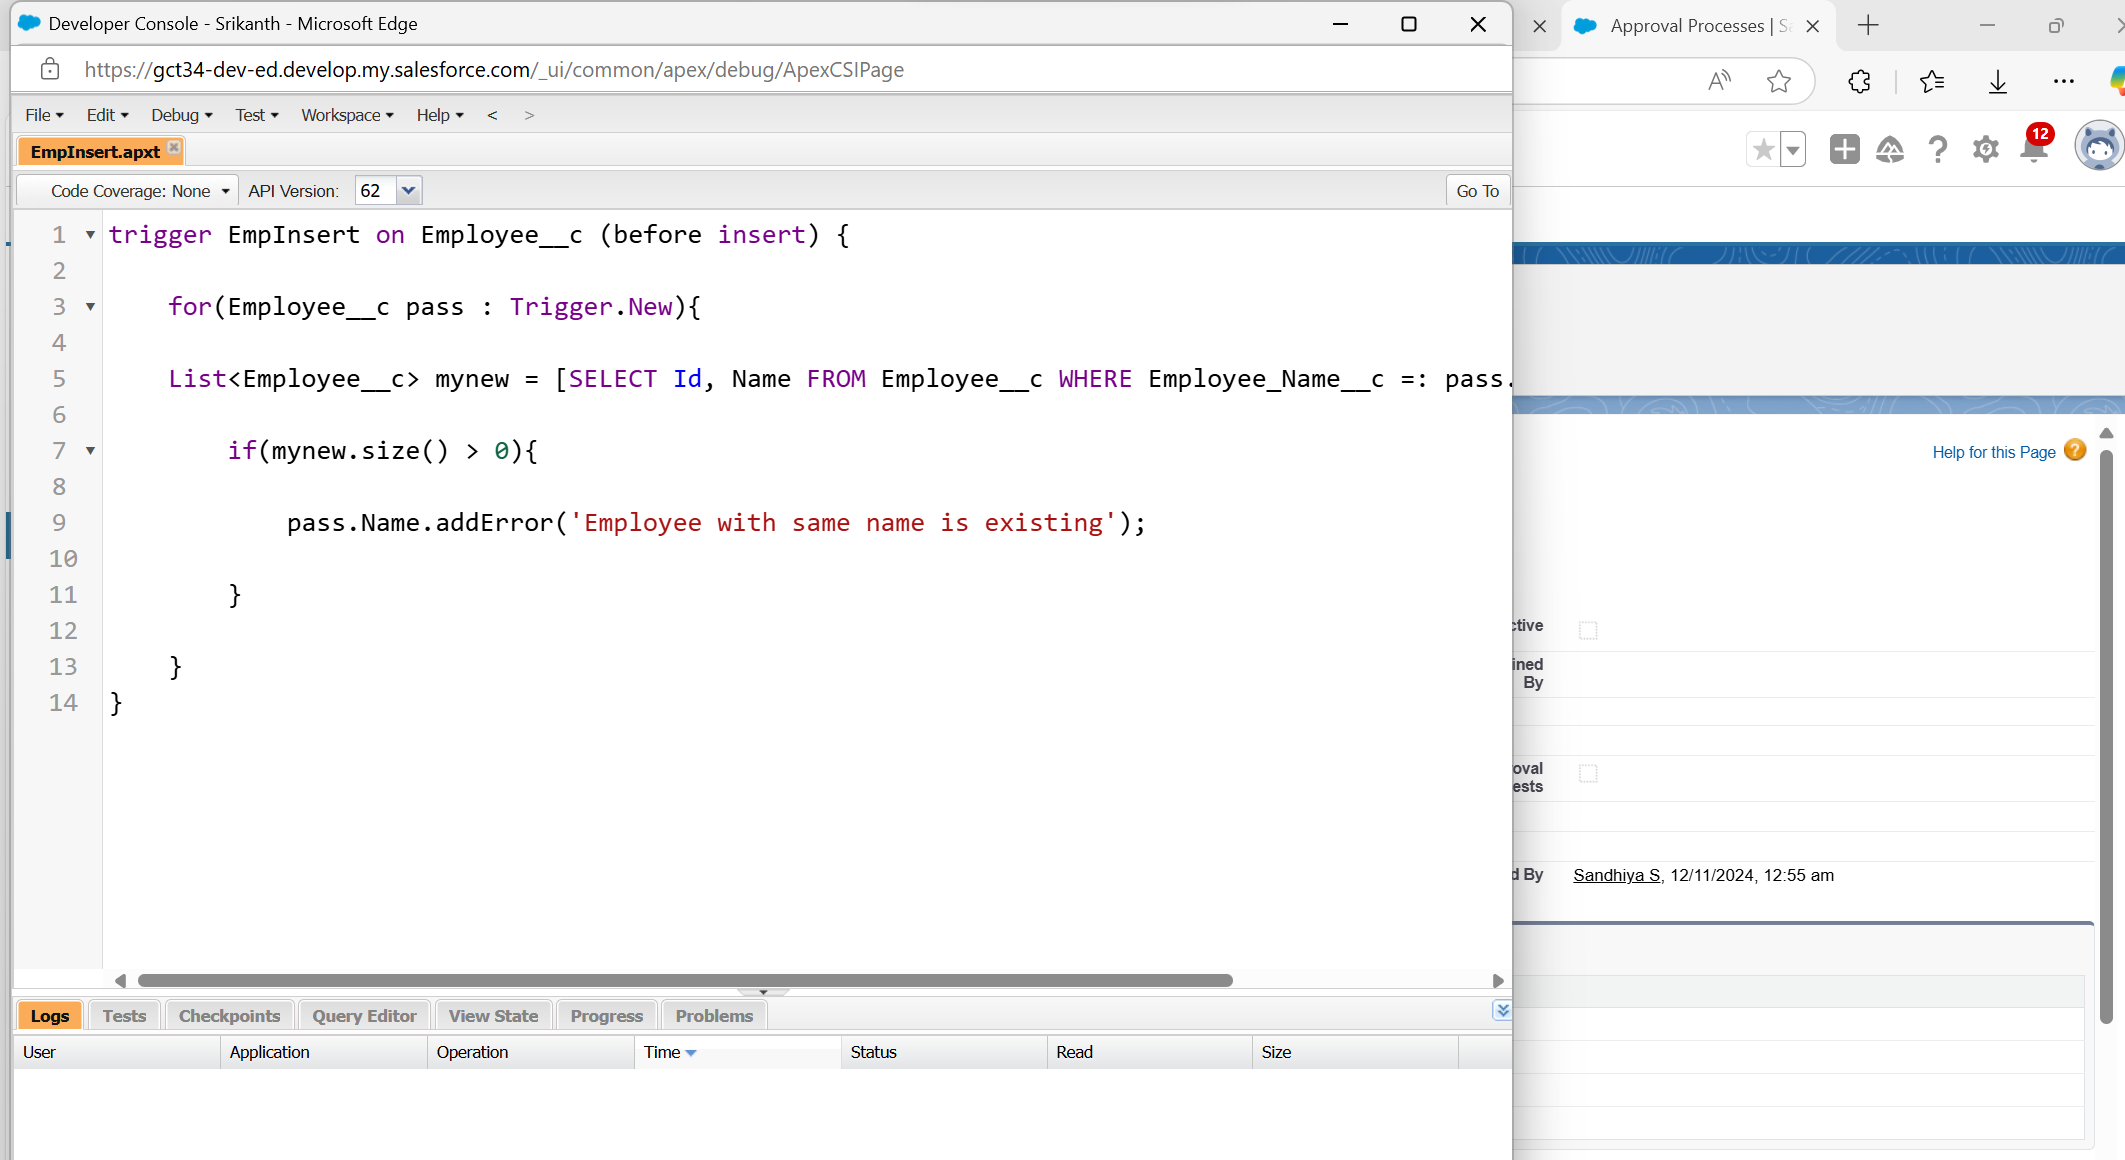 Developer Console - Srikanth - Microsoft Edge
https://gct34-dev-ed.develop.my.salesforce.com/_ui/common/apex/debug/ApexCSIPage
File Edit Debug Test Workspace Help < >
EmpInsert.apxt
Code Coverage: None API Version: 62 Go To
1 trigger EmpInsert on Employee__c (before insert) {
2
3 for(Employee__c pass : Trigger.New){
4
5 List<Employee__c> mynew = [SELECT Id, Name FROM Employee__c WHERE Employee_Name__c =: pass.
6
7 if(mynew.size() > 0){
8
9 pass.Name.addError('Employee with same name is existing');
10
11 }
12
13 }
14 }
Logs Tests Checkpoints Query Editor View State Progress Problems
User Application Operation Time Status Read Size
Approval Processes |
12
Help for this Page
ctive
ined
By
oval
ests
d By Sandhiya S, 12/11/2024, 12:55 am